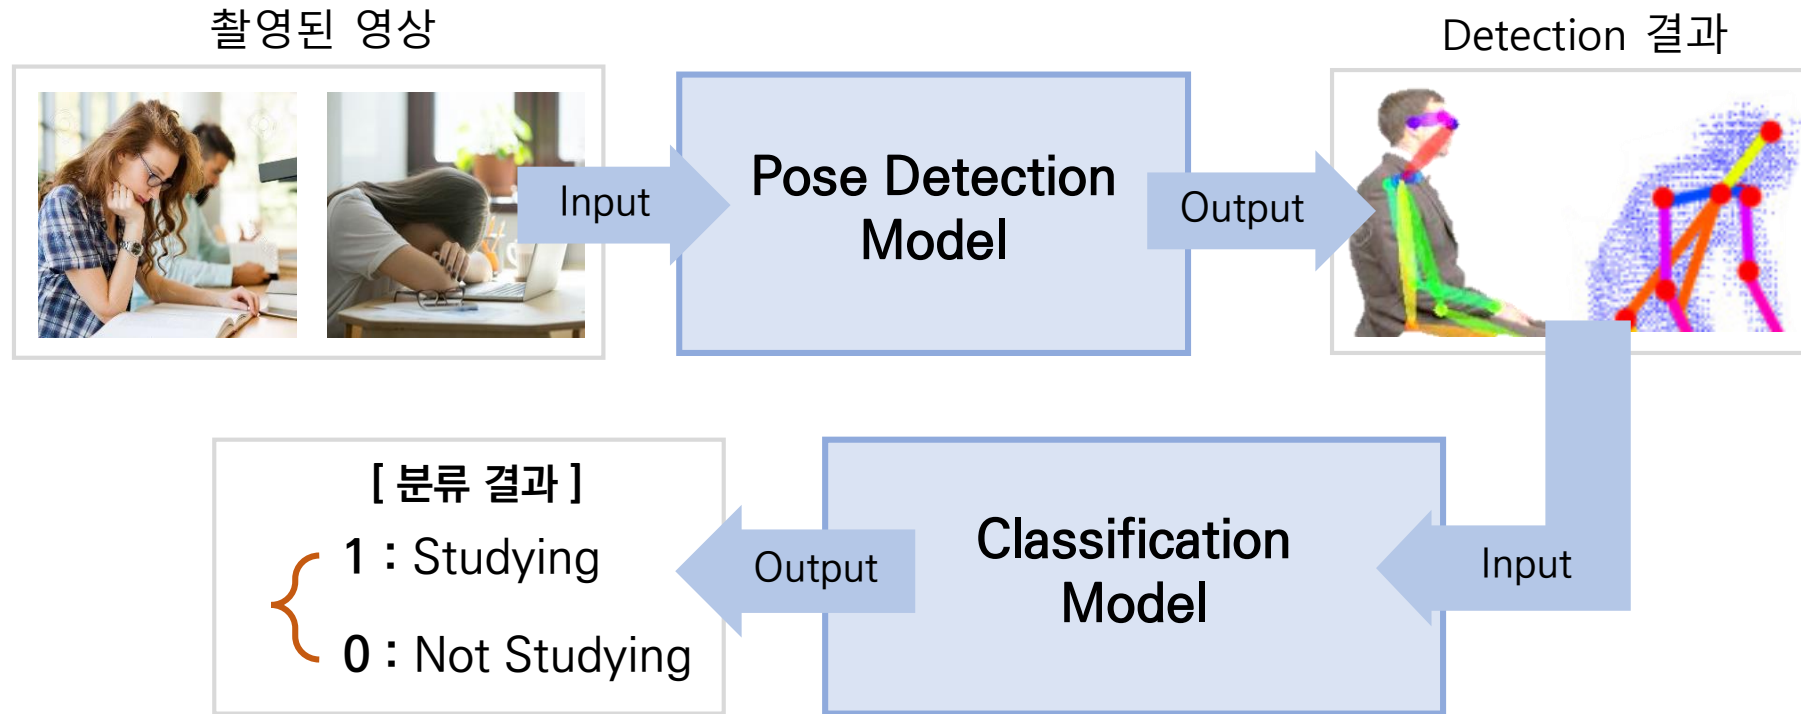 촬영된 영상
Detection 결과
Input
Pose Detection
Model
Output
[ 분류 결과 ]
1 : Studying
0 : Not Studying
Output
Classification
Model
Input